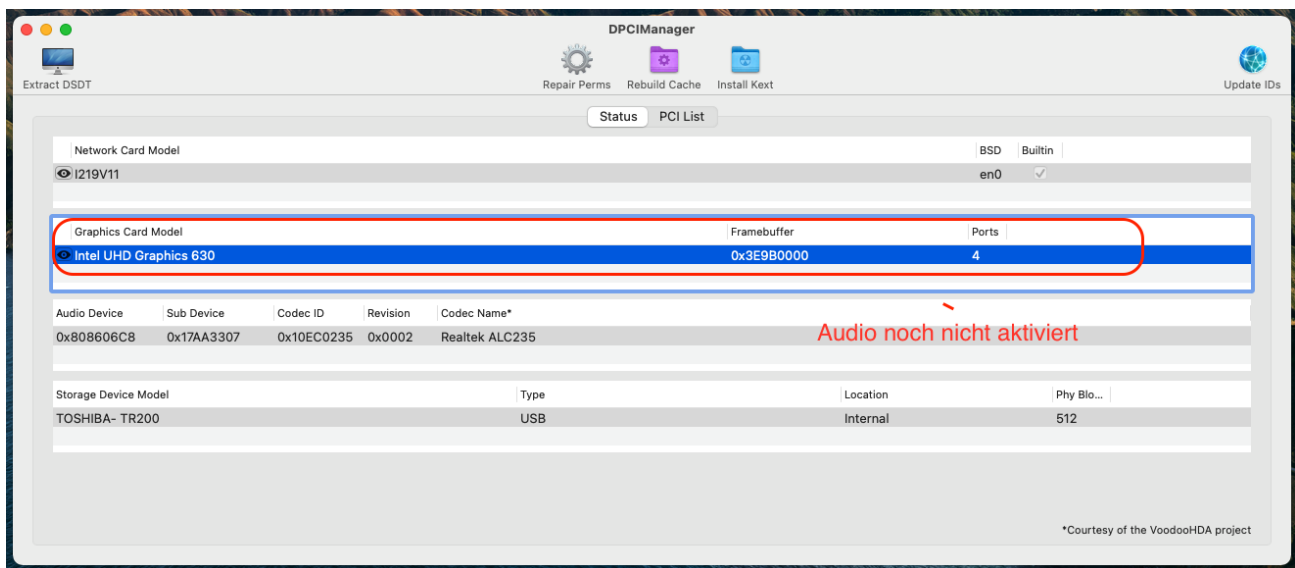 DPCIManager
Extract DSDT
Repair Perms Rebuild Cache Install Kext
Update IDs
Status PCI List
Network Card Model BSD Builtin
I219V11 en0
Graphics Card Model Framebuffer Ports
Intel UHD Graphics 630 0x3E9B0000 4
Audio Device Sub Device Codec ID Revision Codec Name*
0x808606C8 0x17AA3307 0x10EC0235 0x0002 Realtek ALC235
Audio noch nicht aktiviert
Storage Device Model Type Location Phy Blo...
TOSHIBA- TR200 USB Internal 512
*Courtesy of the VoodooHDA project